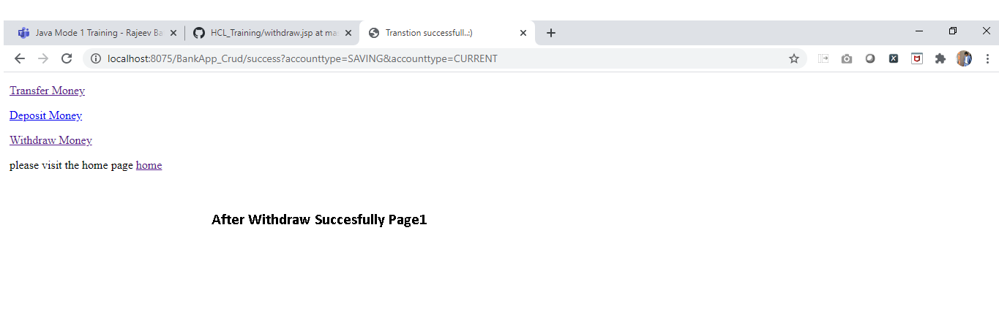 Java Mode 1 Training - Rajeev Ba
HCL_Training/withdraw.jsp at ma
Transtion successfull..:)
localhost:8075/BankApp_Crud/success?accounttype=SAVING&accounttype=CURRENT
Transfer Money
Deposit Money
Withdraw Money
please visit the home page home
After Withdraw Succesfully Page1